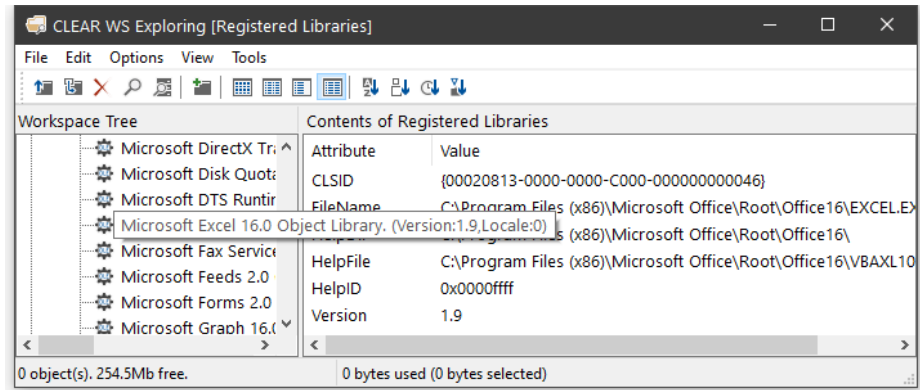 CLEAR WS Exploring [Registered Libraries]
File Edit Options View Tools
Workspace Tree
Contents of Registered Libraries
Microsoft DirectX Tra
Microsoft Disk Quota
Microsoft DTS Runtim
Microsoft Excel 16.0 Object Library. (Version:1.9,Locale:0)
Microsoft Fax Service
Microsoft Feeds 2.0
Microsoft Forms 2.0
Microsoft Graph 16.0
Attribute Value
CLSID {00020813-0000-0000-C000-000000000046}
FileName C:\Program Files (x86)\Microsoft Office\Root\Office16\EXCEL.EX
HelpDir C:\Program Files (x86)\Microsoft Office\Root\Office16\
HelpFile C:\Program Files (x86)\Microsoft Office\Root\Office16\VBAXL10
HelpID 0x0000ffff
Version 1.9
0 object(s). 254.5Mb free.
0 bytes used (0 bytes selected)